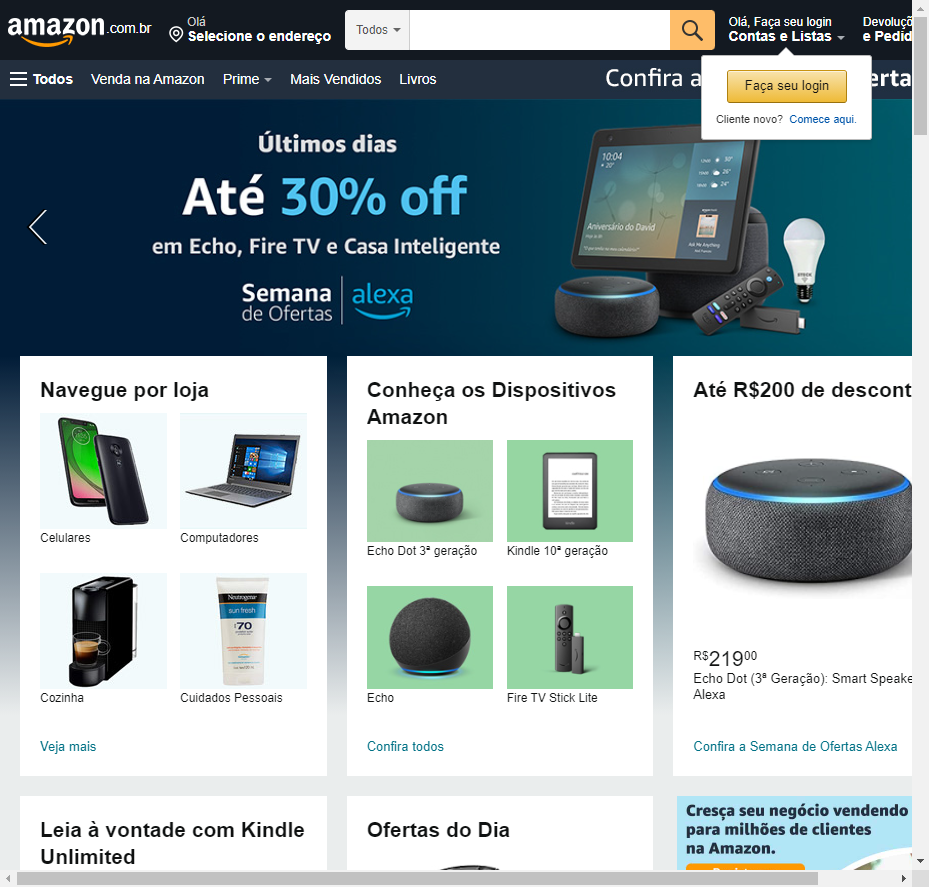 amazon.com.br
Olá
Selecione o endereço
Todos
Olá, Faça seu login
Contas e Listas
Devoluç
e Pedid
Todos
Venda na Amazon
Prime
Mais Vendidos
Livros
Confira a
erta
Faça seu login
Cliente novo? Comece aqui.
Últimos dias
Até 30% off
em Echo, Fire TV e Casa Inteligente
Semana
de Ofertas
alexa
10:04
Aniversário do David
Navegue por loja
Celulares
Computadores
Neutrogena
sun fresh
70
Cozinha
Cuidados Pessoais
Veja mais
Conheça os Dispositivos
Amazon
Echo Dot 3ª geração
Kindle 10ª geração
Echo
Fire TV Stick Lite
Confira todos
Até R$200 de descont
R$21900
Echo Dot (3ª Geração): Smart Speake
Alexa
Confira a Semana de Ofertas Alexa
Leia à vontade com Kindle
Unlimited
Ofertas do Dia
Cresça seu negócio vendendo
para milhões de clientes
na Amazon.